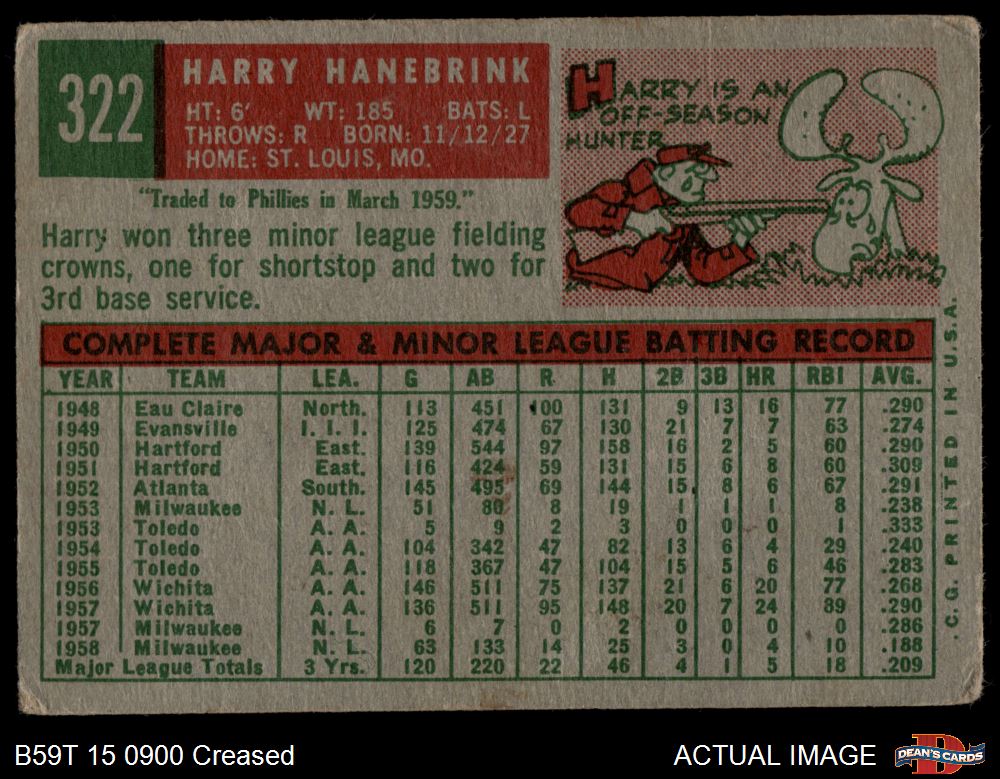 322
HARRY HANEBRINK
HT: 6' WT: 185 BATS: L
THROWS: R BORN: 11/12/27
HOME: ST. LOUIS, MO.
HARRY IS AN
OFF-SEASON
HUNTER
"Traded to Phillies in March 1959."
Harry won three minor league fielding
crowns, one for shortstop and two for
3rd base service.
COMPLETE MAJOR & MINOR LEAGUE BATTING RECORD
YEAR TEAM LEA. G AB R H 2B 3B HR RBI AVG.
1948 Eau Claire North. 113 451 100 131 9 13 16 77 .290
1949 Evansville I. I. I. 125 474 67 130 21 7 7 63 .274
1950 Hartford East. 139 544 97 158 16 2 5 60 .290
1951 Hartford East. 116 424 59 131 15 6 8 60 .309
1952 Atlanta South. 145 495 69 144 15 8 6 67 .291
1953 Milwaukee N. L. 51 80 8 19 1 1 1 8 .238
1953 Toledo A. A. 5 9 2 3 0 0 0 1 .333
1954 Toledo A. A. 104 342 47 82 13 6 4 29 .240
1955 Toledo A. A. 118 367 47 104 15 5 6 46 .283
1956 Wichita A. A. 146 511 75 137 21 6 20 77 .268
1957 Wichita A. A. 136 511 95 148 20 7 24 89 .290
1957 Milwaukee N. L. 6 7 0 2 0 0 0 0 .286
1958 Milwaukee N. L. 63 133 14 25 3 0 4 10 .188
Major League Totals 3 Yrs. 120 220 22 46 4 1 5 18 .209
.C.G. PRINTED IN U.S.A.
B59T 15 0900 Creased
ACTUAL IMAGE
DEAN'S CARDS